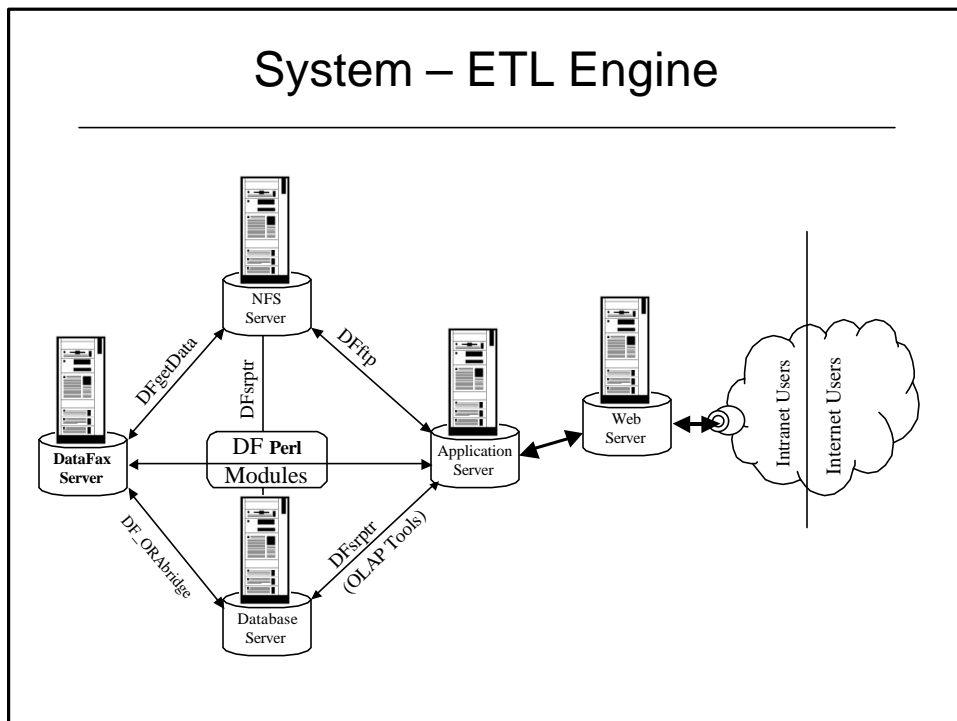 System – ETL Engine
NFS
Server
DFgetData
DFsrptr
DFftp
DataFax
Server
DF Perl
Modules
Application
Server
Web
Server
Intranet Users
Internet Users
DF_ORAbridge
DFsrptr
(OLAP Tools)
Database
Server